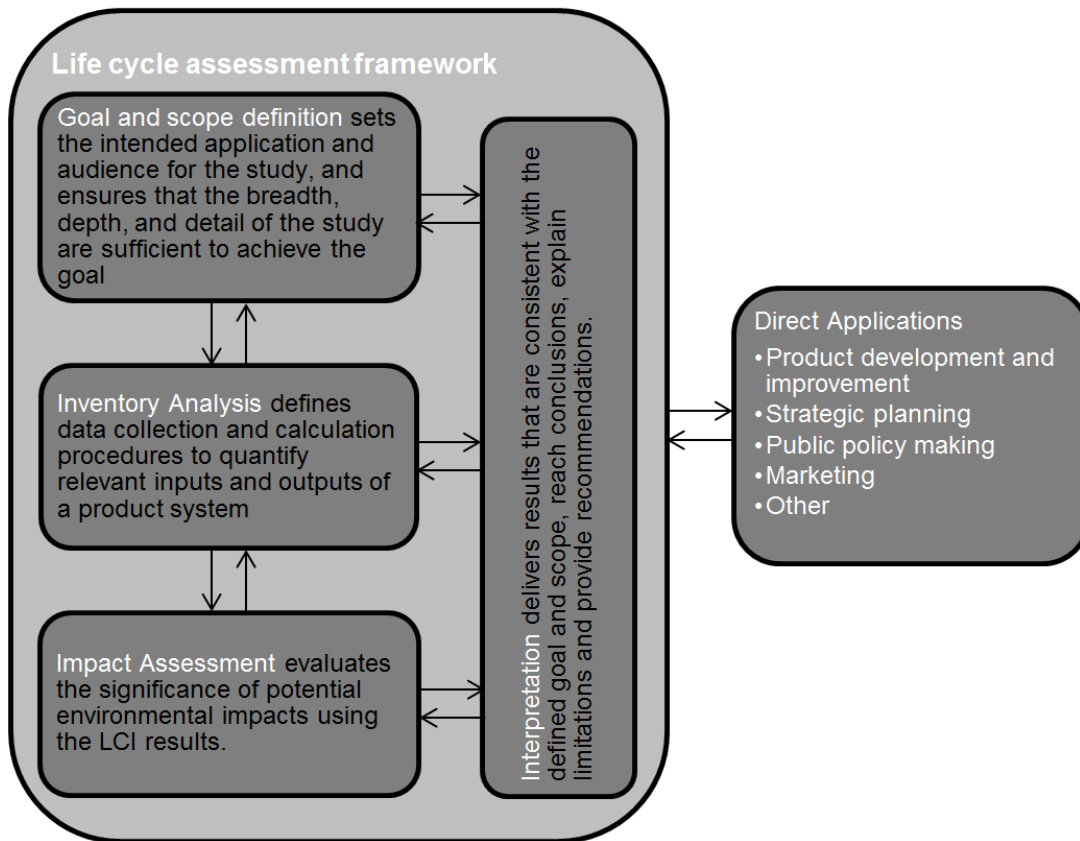 Life cycle assessment framework
Goal and scope definition sets
the intended application and
audience for the study, and
ensures that the breadth,
depth, and detail of the study
are sufficient to achieve the
goal
Inventory Analysis defines
data collection and calculation
procedures to quantify
relevant inputs and outputs of
a product system
Impact Assessment evaluates
the significance of potential
environmental impacts using
the LCI results.
Interpretation delivers results that are consistent with the
defined goal and scope, reach conclusions, explain
limitations and provide recommendations.
Direct Applications
•Product development and
improvement
•Strategic planning
•Public policy making
•Marketing
•Other